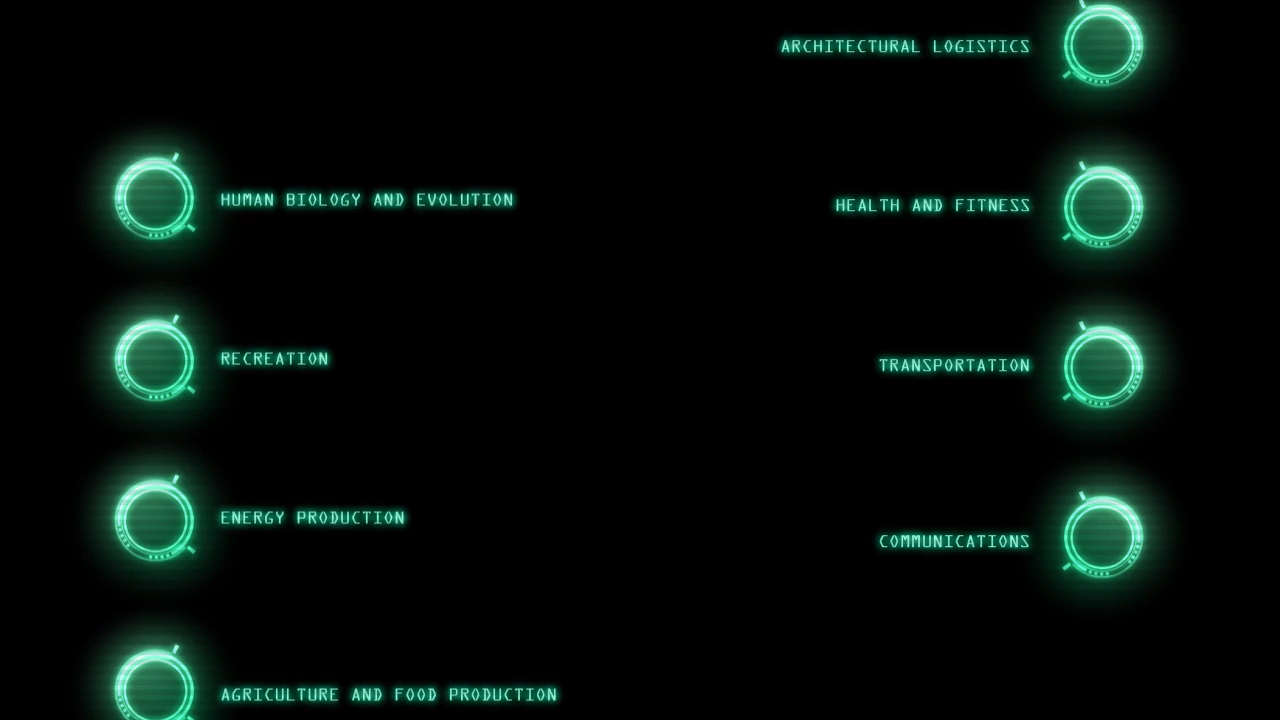 ARCHITECTURAL LOGISTICS
HUMAN BIOLOGY AND EVOLUTION
HEALTH AND FITNESS
RECREATION
TRANSPORTATION
ENERGY PRODUCTION
COMMUNICATIONS
AGRICULTURE AND FOOD PRODUCTION